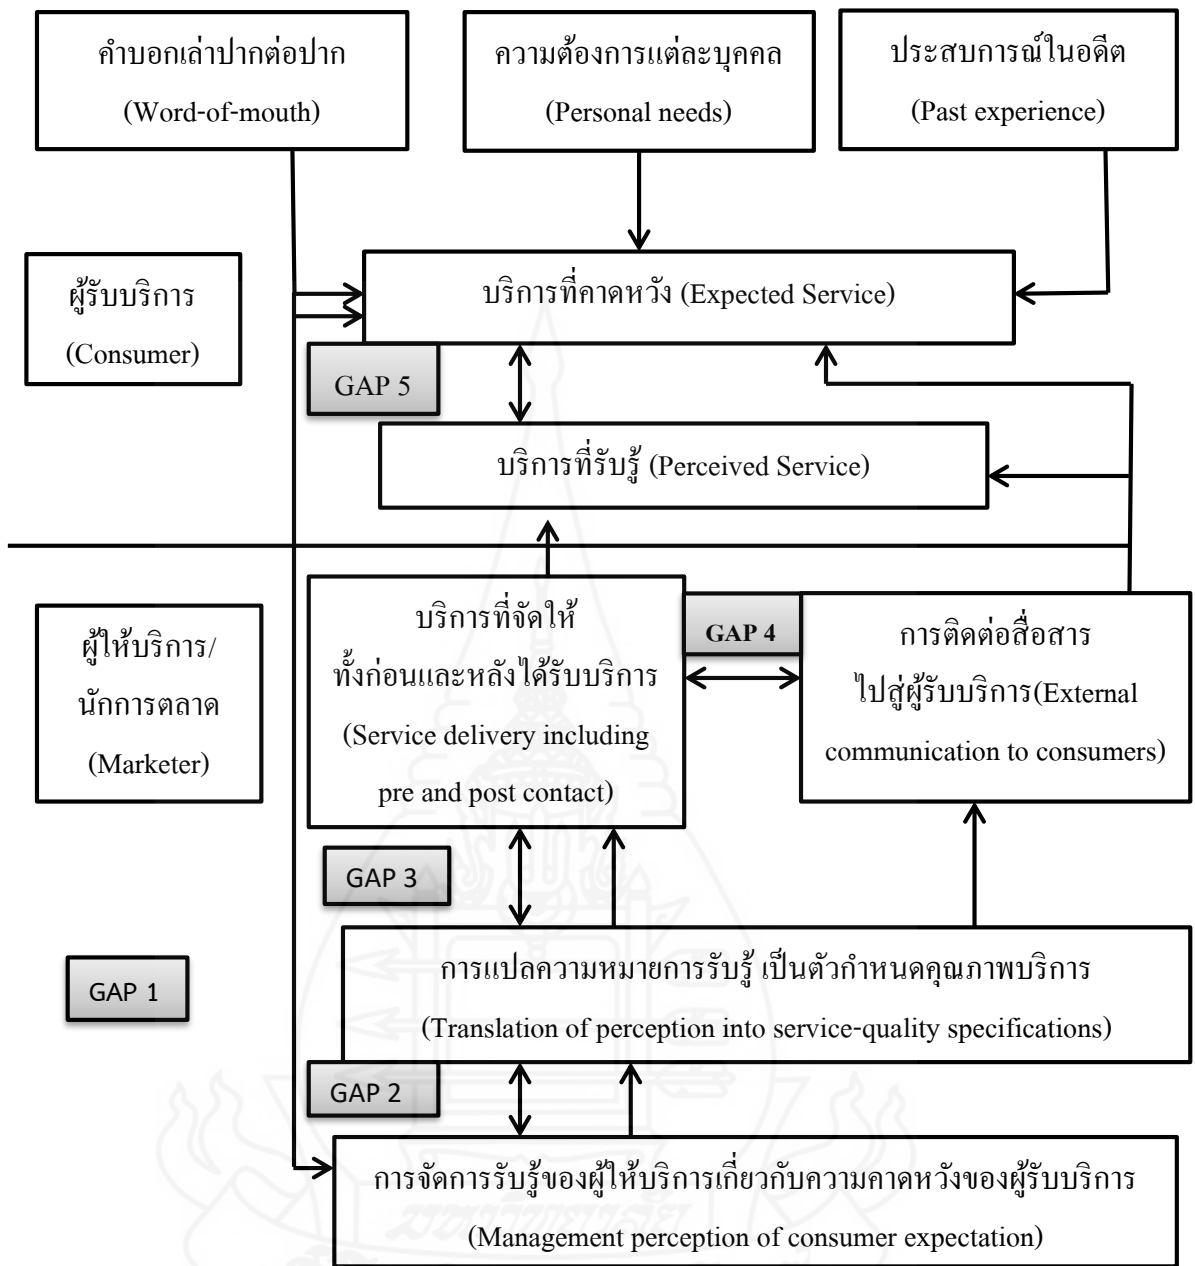 คำบอกเล่าปากต่อปาก
(Word-of-mouth)
ความต้องการแต่ละบุคคล
(Personal needs)
ประสบการณ์ในอดีต
(Past experience)
ผู้รับบริการ
(Consumer)
บริการที่คาดหวัง (Expected Service)
GAP 5
บริการที่รับรู้ (Perceived Service)
ผู้ให้บริการ/
นักการตลาด
(Marketer)
บริการที่จัดให้
ทั้งก่อนและหลังได้รับบริการ
(Service delivery including
pre and post contact)
GAP 4
การติดต่อสื่อสาร
ไปสู่ผู้รับบริการ(External
communication to consumers)
GAP 3
GAP 1
การแปลความหมายการรับรู้ เป็นตัวกำหนดคุณภาพบริการ
(Translation of perception into service-quality specifications)
GAP 2
การจัดการรับรู้ของผู้ให้บริการเกี่ยวกับความคาดหวังของผู้รับบริการ
(Management perception of consumer expectation)